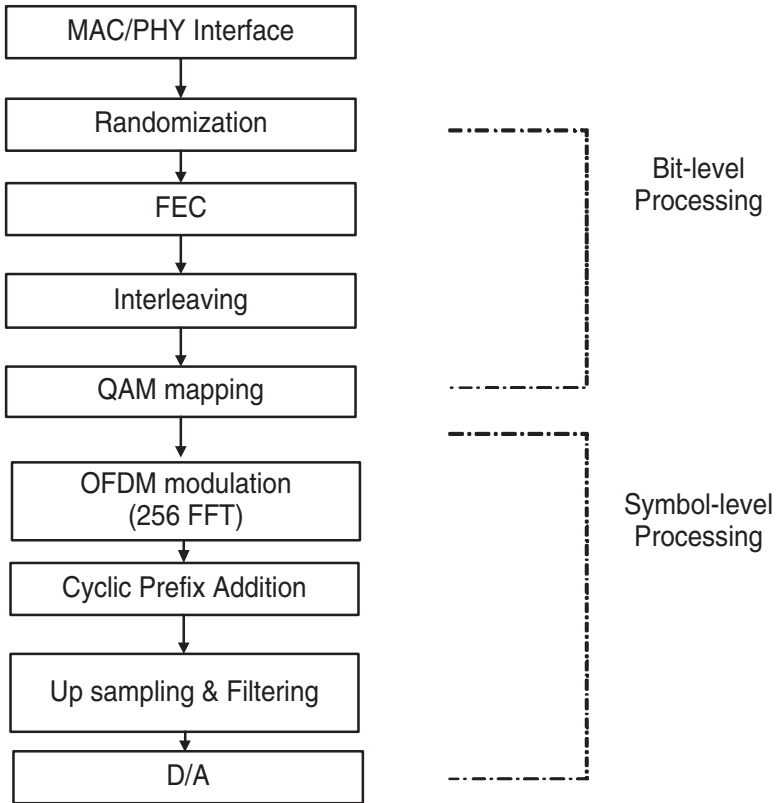 MAC/PHY Interface
Randomization
FEC
Interleaving
QAM mapping
OFDM modulation
(256 FFT)
Cyclic Prefix Addition
Up sampling & Filtering
D/A
Bit-level
Processing
Symbol-level
Processing